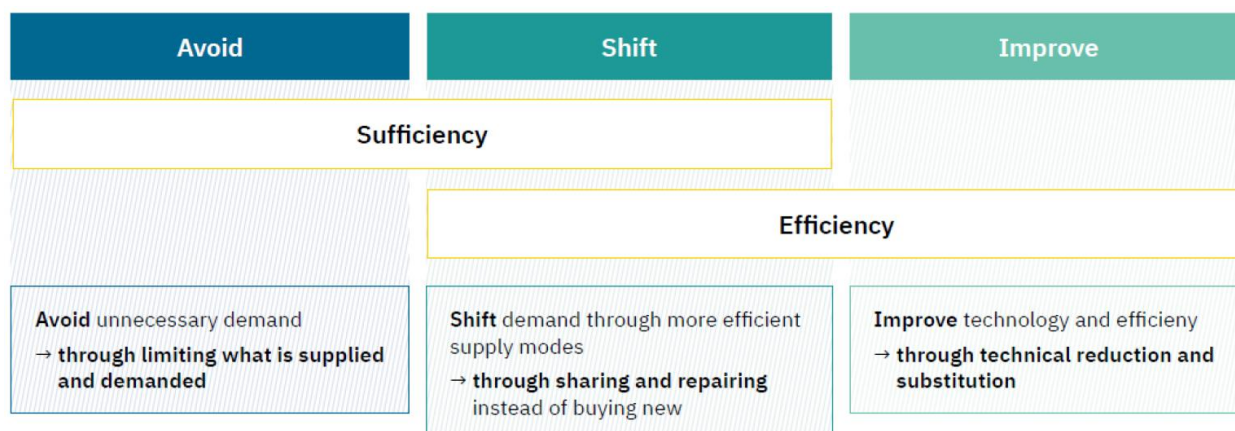 Avoid
Shift
Improve
Sufficiency
Efficiency
Avoid unnecessary demand
→ through limiting what is supplied
and demanded
Shift demand through more efficient
supply modes
→ through sharing and repairing
instead of buying new
Improve technology and efficieny
→ through technical reduction and
substitution